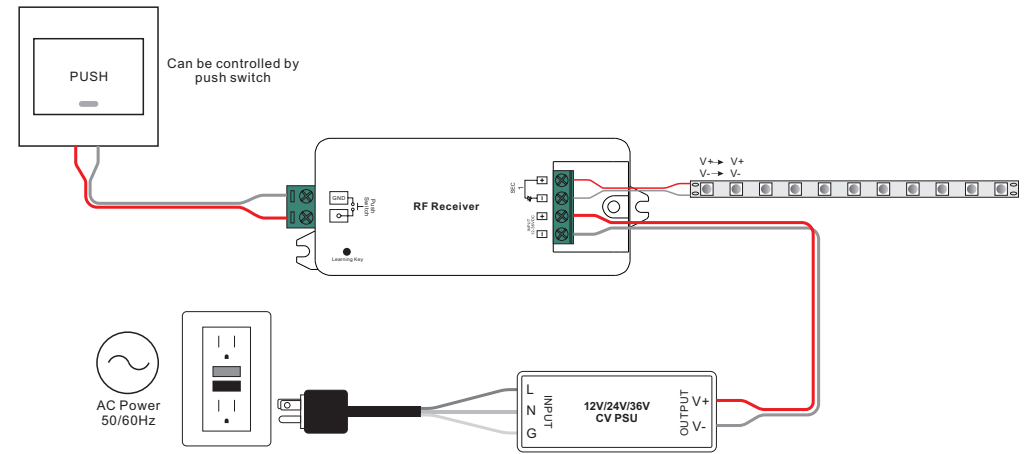 PUSH
Can be controlled by
push switch
V+ → V+
V- → V-
SEC
1
+
-
+
-
GND
Push
Switch
RF Receiver
Learning Key
AC Power
50/60Hz
L
N
G
INPUT
12V/24V/36V
CV PSU
OUTPUT
V+
V-